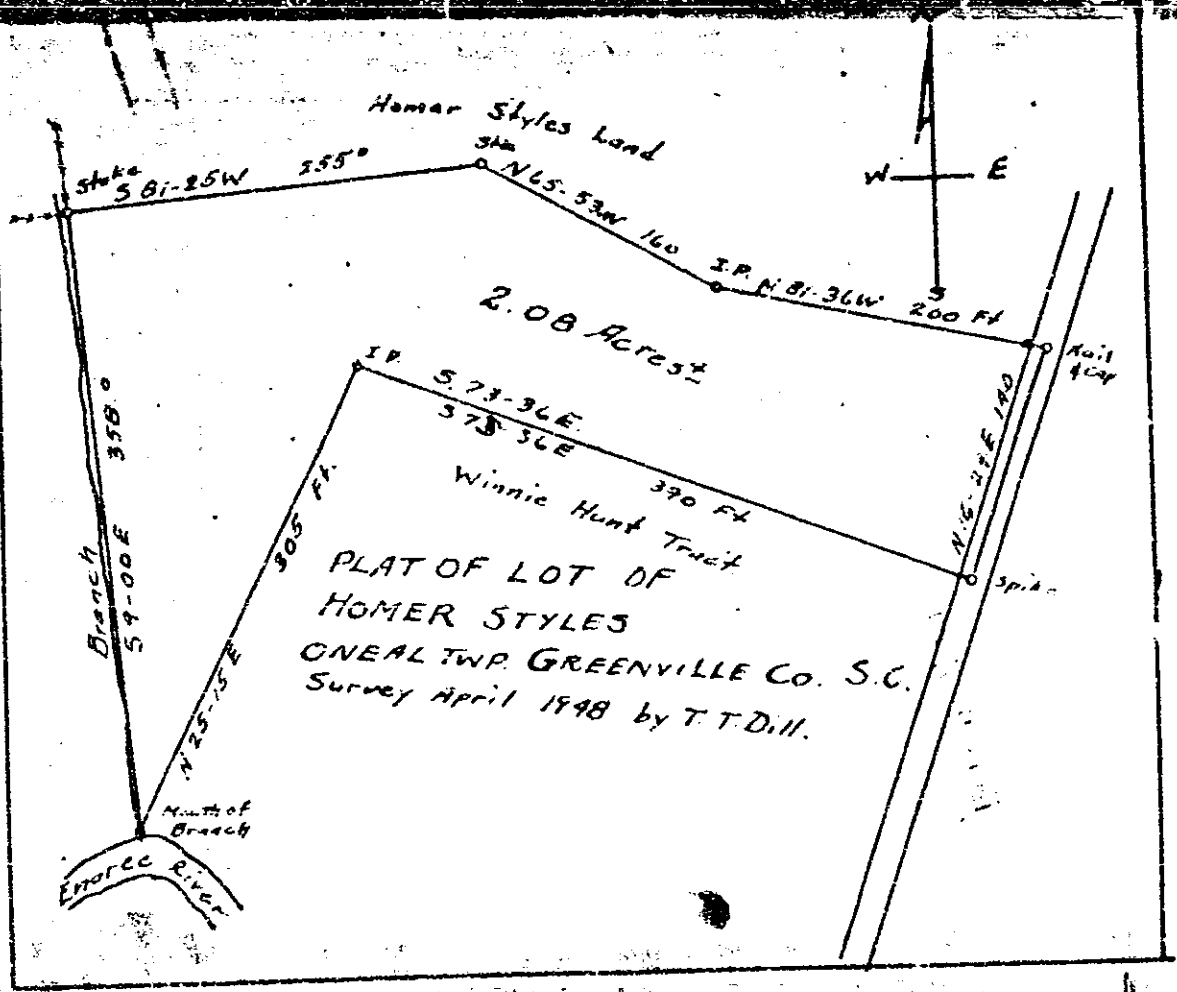 Homer Styles Land
Stake
S 81-25W 255°
N 65-53W 160
I.P.
N 81-36W
200 Ft
W E
S
Nail
& Cap
2.08 Acres±
I.P.
S. 73-36E
S 73 36E
390 Ft
Winnie Hunt Tract
N. 16-24E 140
Spike
Branch
S 9-00E 358°
N 25-15E
305 Ft.
PLAT OF LOT OF
HOMER STYLES
ONEAL TWP. GREENVILLE Co. S.C.
Survey April 1948 by T. T. Dill.
Mouth of
Branch
Enoree River